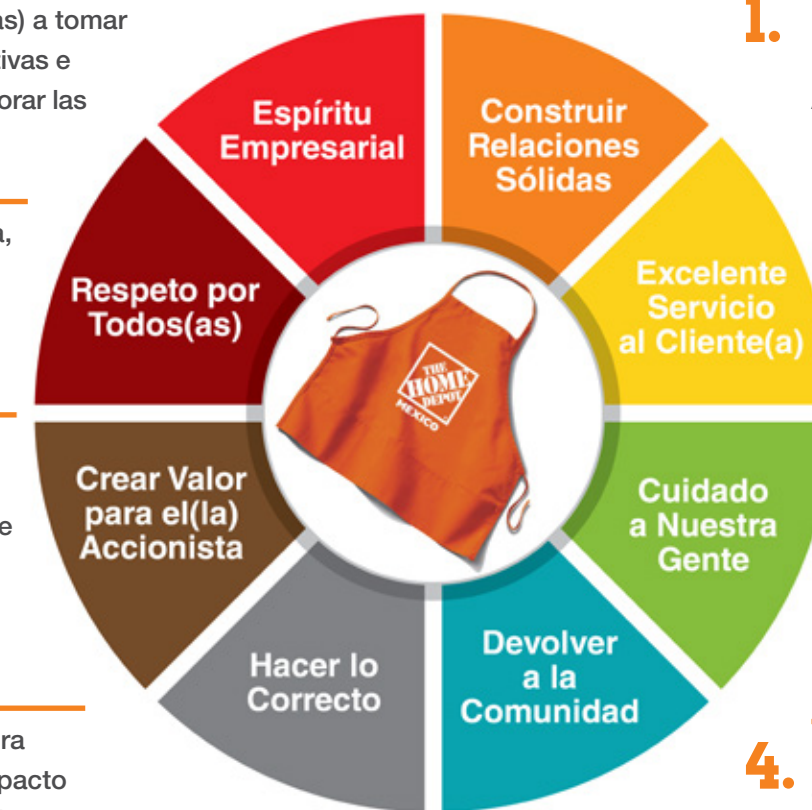 as) a tomar
tivas e
orar las
a,
e
ra
pacto
1.
4.
Espíritu
Empresarial
Construir
Relaciones
Sólidas
Excelente
Servicio
al Cliente(a)
Cuidado
a Nuestra
Gente
Devolver
a la
Comunidad
Hacer lo
Correcto
Crear Valor
para el(la)
Accionista
Respeto por
Todos(as)
THE
HOME
DEPOT
MEXICO